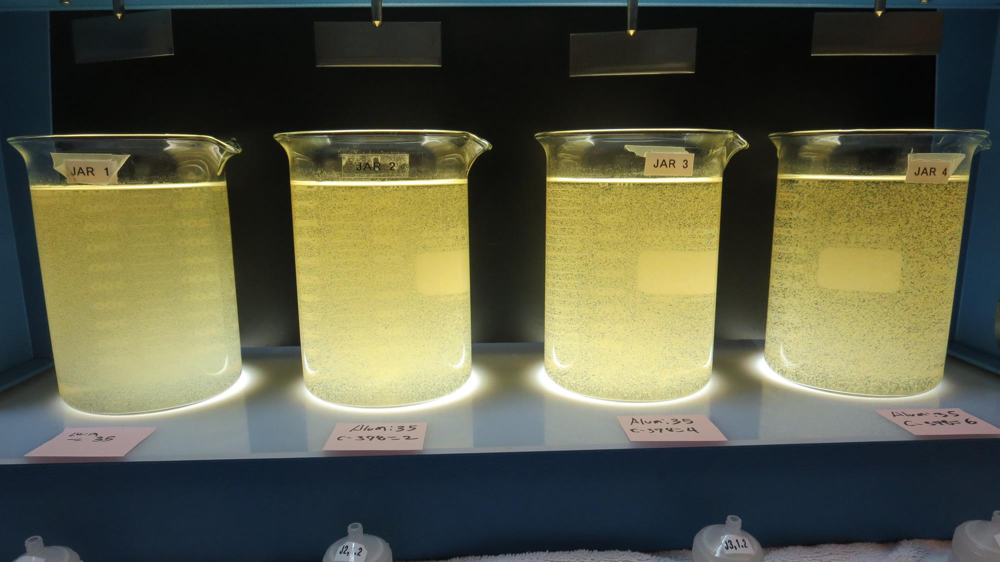 JAR 1
JAR 2
JAR 3
JAR 4
= 35
Alum: 35
C-378=2
Alum: 35
C-378=4
Alum: 35
C-378=6
J3,1.2